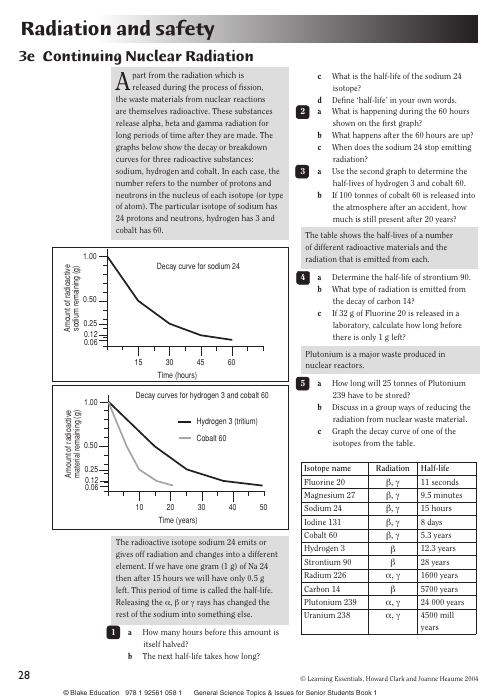 Radiation and safety
3e Continuing Nuclear Radiation
Apart from the radiation which is
released during the process of fission,
the waste materials from nuclear reactions
are themselves radioactive. These substances
release alpha, beta and gamma radiation for
long periods of time after they are made. The
graphs below show the decay or breakdown
curves for three radioactive substances:
sodium, hydrogen and cobalt. In each case, the
number refers to the number of protons and
neutrons in the nucleus of each isotope (or type
of atom). The particular isotope of sodium has
24 protons and neutrons, hydrogen has 3 and
cobalt has 60.
Decay curve for sodium 24
Amount of radioactive
sodium remaining (g)
1.00
0.50
0.25
0.12
0.06
15 30 45 60
Time (hours)
Decay curves for hydrogen 3 and cobalt 60
Amount of radioactive
material remaining (g)
1.00
0.50
0.25
0.12
0.06
Hydrogen 3 (tritium)
Cobalt 60
10 20 30 40 50
Time (years)
The radioactive isotope sodium 24 emits or
gives off radiation and changes into a different
element. If we have one gram (1 g) of Na 24
then after 15 hours we will have only 0.5 g
left. This period of time is called the half-life.
Releasing the α, β or γ rays has changed the
rest of the sodium into something else.
1 a How many hours before this amount is
itself halved?
b The next half-life takes how long?
c What is the half-life of the sodium 24
isotope?
d Define 'half-life' in your own words.
2 a What is happening during the 60 hours
shown on the first graph?
b What happens after the 60 hours are up?
c When does the sodium 24 stop emitting
radiation?
3 a Use the second graph to determine the
half-lives of hydrogen 3 and cobalt 60.
b If 100 tonnes of cobalt 60 is released into
the atmosphere after an accident, how
much is still present after 20 years?
The table shows the half-lives of a number
of different radioactive materials and the
radiation that is emitted from each.
4 a Determine the half-life of strontium 90.
b What type of radiation is emitted from
the decay of carbon 14?
c If 32 g of Fluorine 20 is released in a
laboratory, calculate how long before
there is only 1 g left?
Plutonium is a major waste produced in
nuclear reactors.
5 a How long will 25 tonnes of Plutonium
239 have to be stored?
b Discuss in a group ways of reducing the
radiation from nuclear waste material.
c Graph the decay curve of one of the
isotopes from the table.
Isotope name Radiation Half-life
Fluorine 20 β, γ 11 seconds
Magnesium 27 β, γ 9.5 minutes
Sodium 24 β, γ 15 hours
Iodine 131 β, γ 8 days
Cobalt 60 β, γ 5.3 years
Hydrogen 3 β 12.3 years
Strontium 90 β 28 years
Radium 226 α, γ 1600 years
Carbon 14 β 5700 years
Plutonium 239 α, γ 24 000 years
Uranium 238 α, γ 4500 mill
years
28
© Learning Essentials, Howard Clark and Joanne Heaume 2004
© Blake Education 978 1 92561 058 1 General Science Topics & Issues for Senior Students Book 1